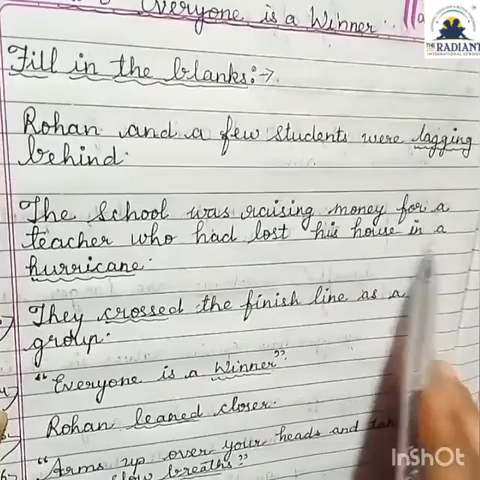 Everyone is a Winner..
THE RADIANT
INTERNATIONAL SCHOOL
Fill in the blanks:→.
Rohan and a few students were lagging
behind.
The school was raising money for a
teacher who had lost his house in a
hurricane.
They crossed the finish line as a
group.
"Everyone is a Winner".
Rohan leaned closer.
"Arms up over your heads and
slow breaths."
InShOt